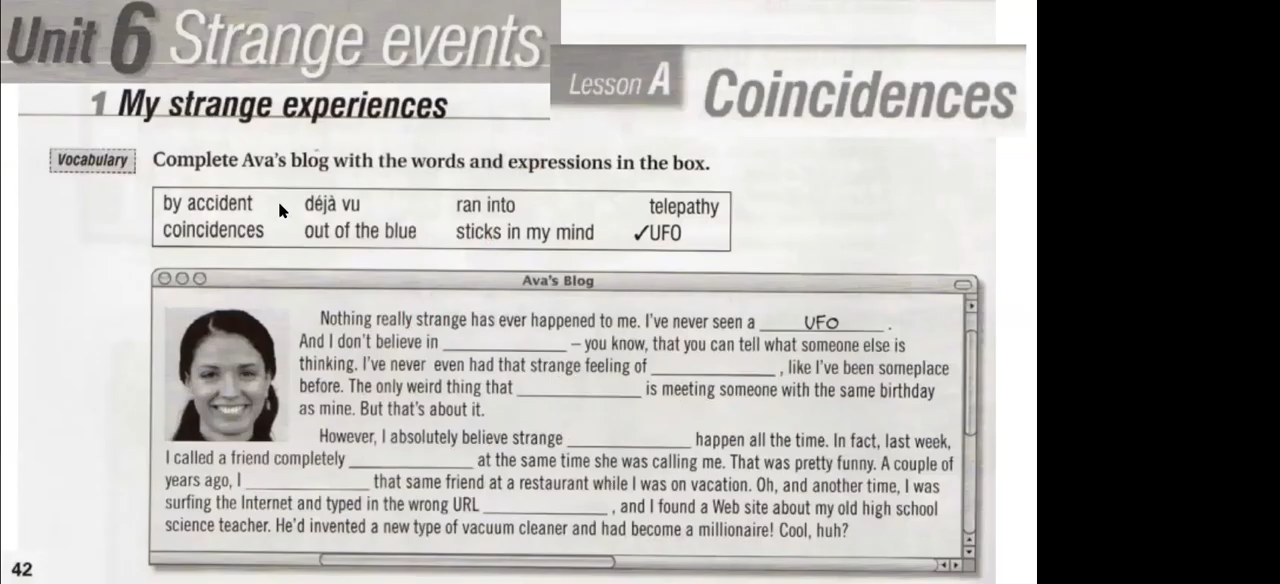 Unit 6 Strange events
Lesson A Coincidences
1 My strange experiences
Vocabulary Complete Ava's blog with the words and expressions in the box.
by accident déjà vu ran into telepathy
coincidences out of the blue sticks in my mind ✓UFO
Ava's Blog
Nothing really strange has ever happened to me. I've never seen a UFO .
And I don't believe in ____________ – you know, that you can tell what someone else is
thinking. I've never even had that strange feeling of ____________ , like I've been someplace
before. The only weird thing that ____________ is meeting someone with the same birthday
as mine. But that's about it.
However, I absolutely believe strange ____________ happen all the time. In fact, last week,
I called a friend completely ____________ at the same time she was calling me. That was pretty funny. A couple of
years ago, I ____________ that same friend at a restaurant while I was on vacation. Oh, and another time, I was
surfing the Internet and typed in the wrong URL ____________ , and I found a Web site about my old high school
science teacher. He'd invented a new type of vacuum cleaner and had become a millionaire! Cool, huh?
42